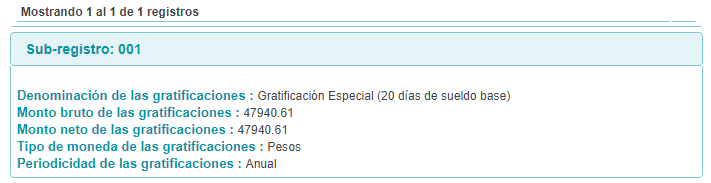 Mostrando 1 al 1 de 1 registros
Sub-registro: 001
Denominación de las gratificaciones : Gratificación Especial (20 días de sueldo base)
Monto bruto de las gratificaciones : 47940.61
Monto neto de las gratificaciones : 47940.61
Tipo de moneda de las gratificaciones : Pesos
Periodicidad de las gratificaciones : Anual